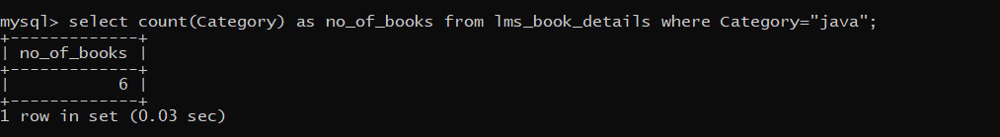 mysql> select count(Category) as no_of_books from lms_book_details where Category="java";
+-------------+
| no_of_books |
+-------------+
|           6 |
+-------------+
1 row in set (0.03 sec)